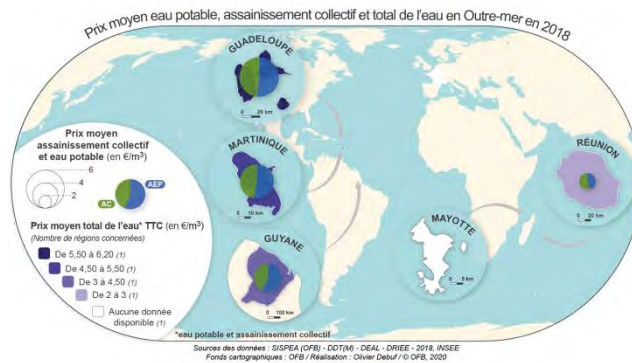 Prix moyen eau potable, assainissement collectif et total de l'eau en Outre-mer en 2018
GUADELOUPE
0 20 km
MARTINIQUE
0 10 km
GUYANE
0 100 km
MAYOTTE
0 5 km
RÉUNION
0 20 km
Prix moyen
assainissement collectif
et eau potable (en €/m³)
6
4
2
AC
AEP
Prix moyen total de l'eau* TTC (en €/m³)
(Nombre de régions concernées)
De 5,50 à 6,20 (1)
De 4,50 à 5,50 (1)
De 3 à 4,50 (1)
De 2 à 3 (1)
Aucune donnée
disponible (1)
*eau potable et assainissement collectif
Sources des données : SISPEA (OFB) - DDT(M) - DEAL - DRIEE - 2018, INSEE
Fonds cartographiques : OFB / Réalisation : Olivier Debuf / © OFB, 2020